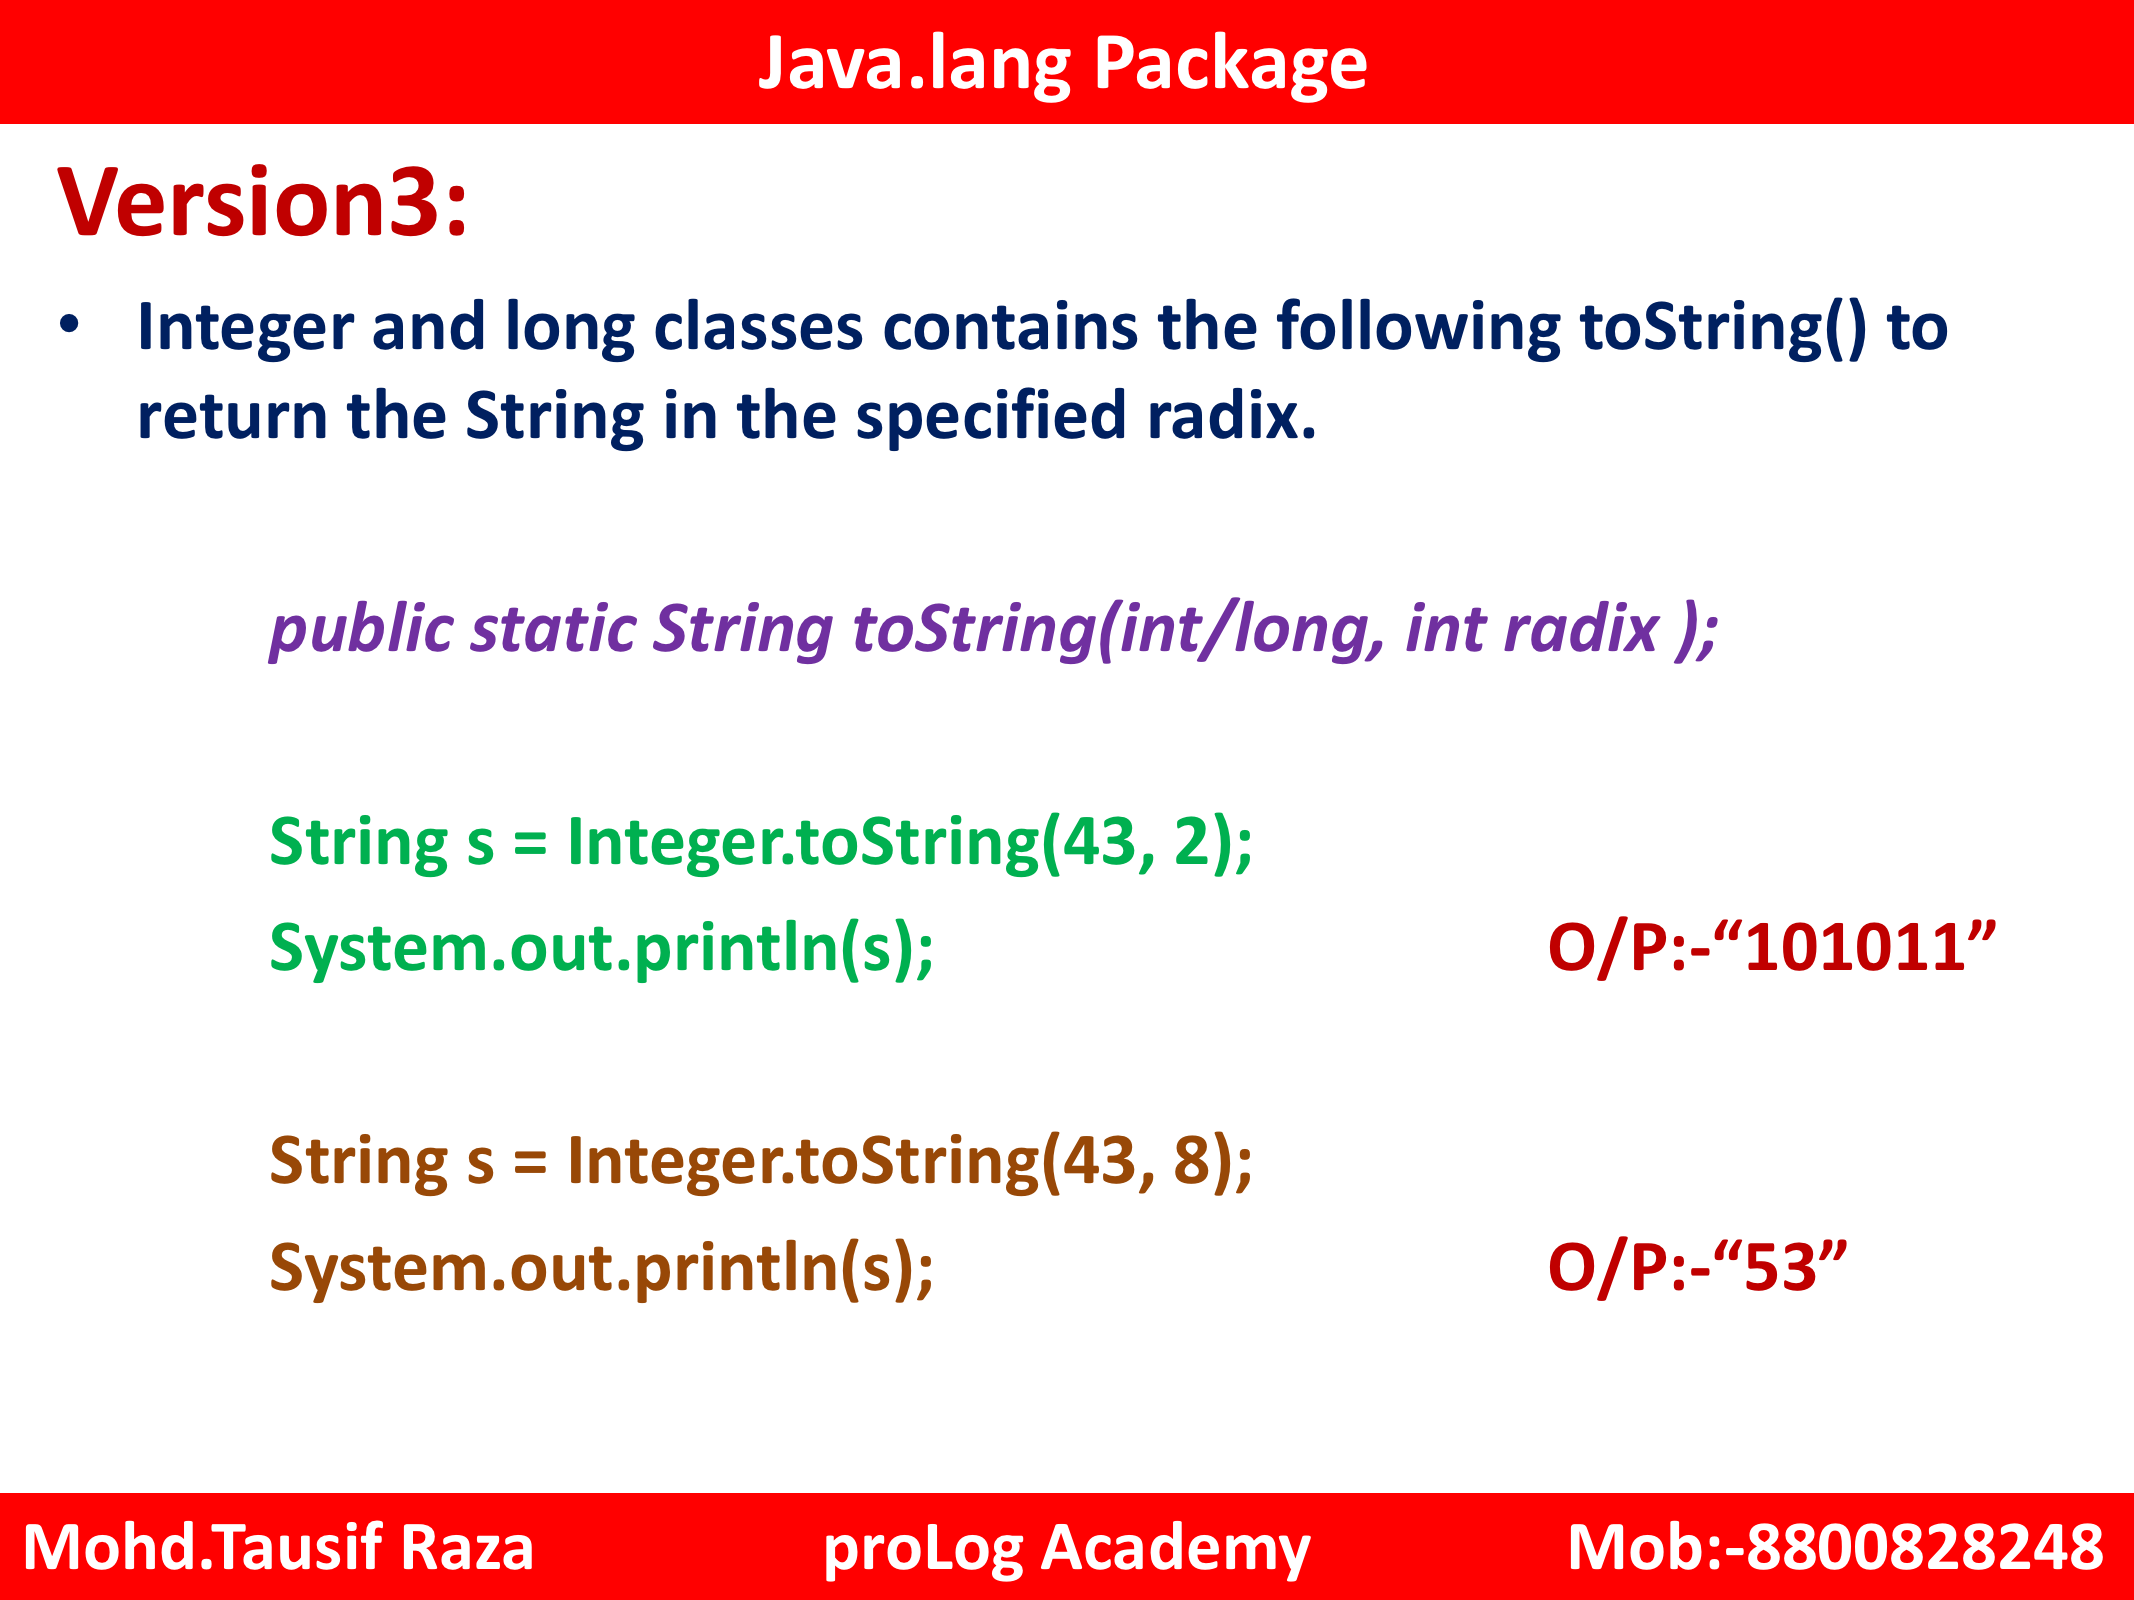 Java.lang Package
Version3:
• Integer and long classes contains the following toString() to
return the String in the specified radix.
public static String toString(int/long, int radix );
String s = Integer.toString(43, 2);
System.out.println(s); O/P:-“101011”
String s = Integer.toString(43, 8);
System.out.println(s); O/P:-“53”
Mohd.Tausif Raza proLog Academy Mob:-8800828248